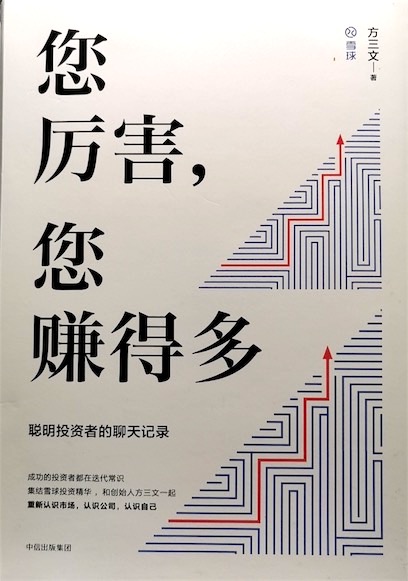 您
厉害,
您
赚得多
方三文—著
雪球
聪明投资者的聊天记录
成功的投资者都在迭代常识
集结雪球投资精华,和创始人方三文一起
重新认识市场,认识公司,认识自己
中信出版集团